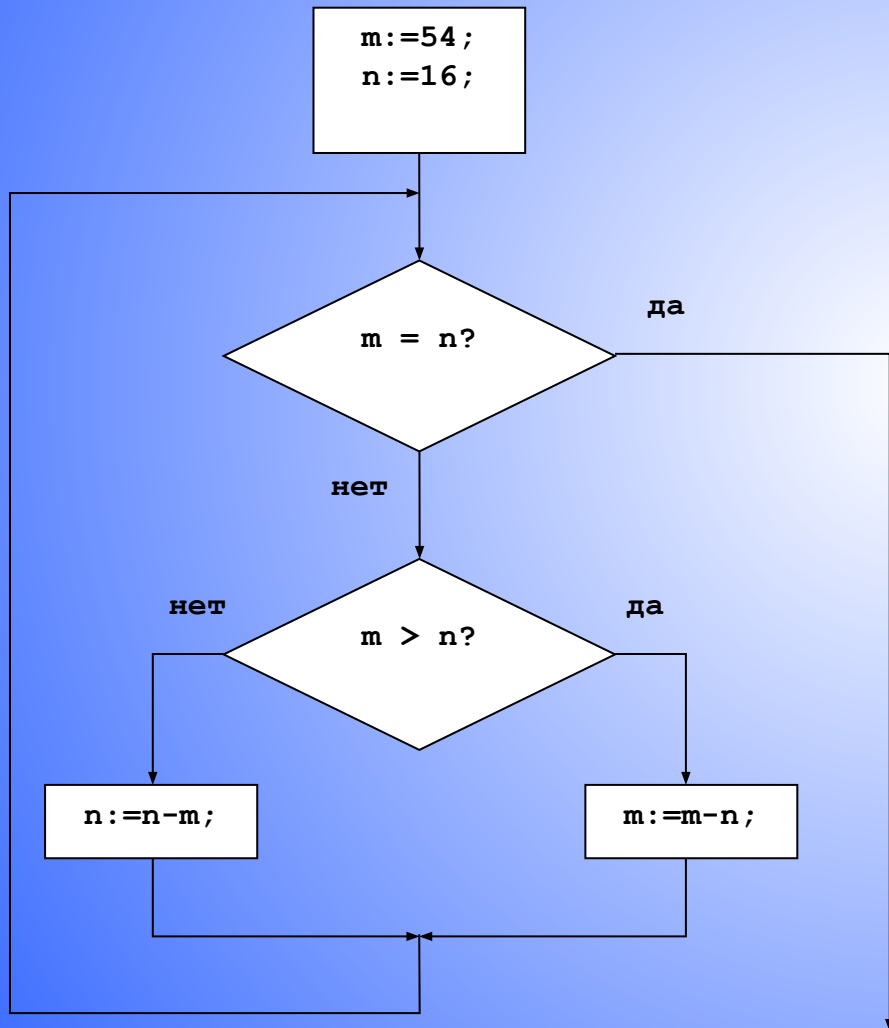 m:=54;
n:=16;
m = n?
да
нет
m > n?
нет
да
n:=n-m;
m:=m-n;